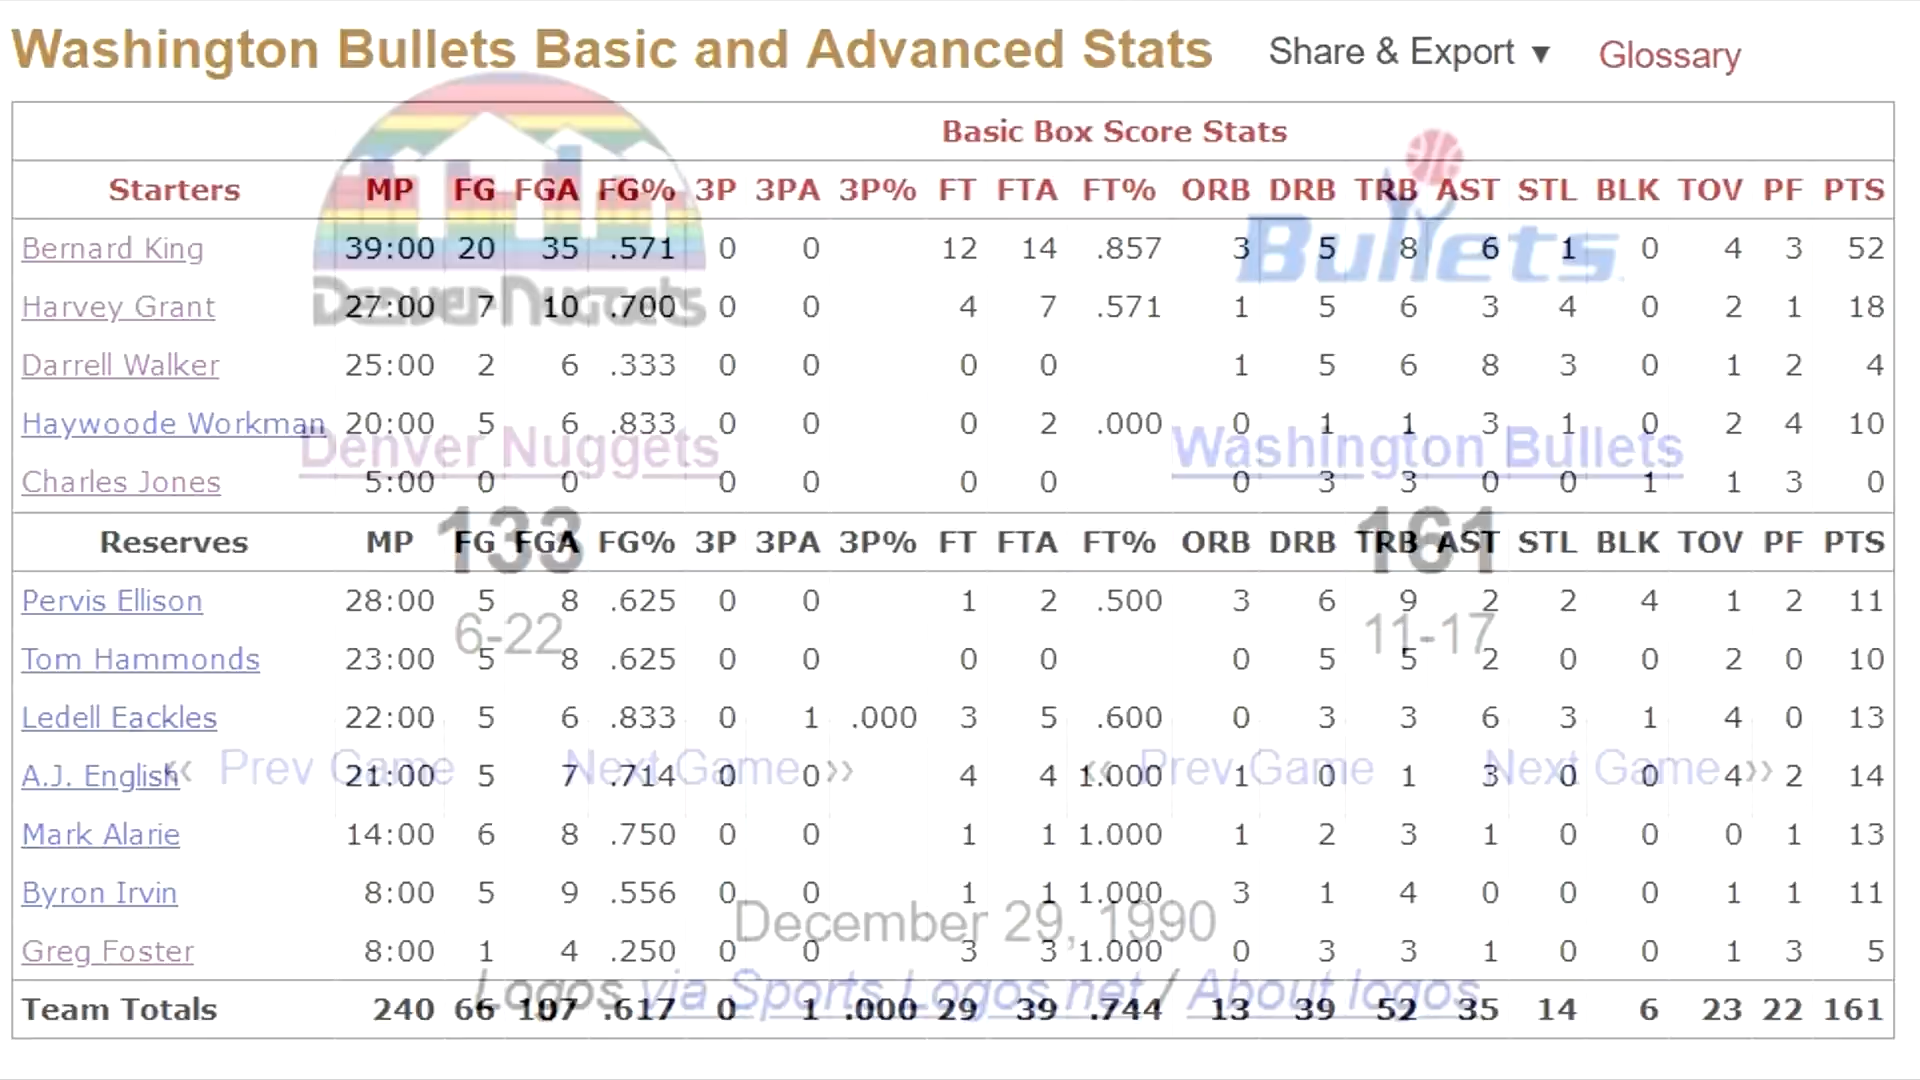 Washington Bullets Basic and Advanced Stats Share & Export ▼ Glossary
Basic Box Score Stats
Starters MP FG FGA FG% 3P 3PA 3P% FT FTA FT% ORB DRB TRB AST STL BLK TOV PF PTS
Bernard King 39:00 20 35 .571 0 0 12 14 .857 3 5 8 6 1 0 4 3 52
Bullets
Harvey Grant 27:00 7 10 .700 0 0 4 7 .571 1 5 6 3 4 0 2 1 18
Denver Nuggets
Darrell Walker 25:00 2 6 .333 0 0 0 0 1 5 6 8 3 0 1 2 4
Haywoode Workman 20:00 5 6 .833 0 0 0 2 .000 0 1 1 3 1 0 2 4 10
Denver Nuggets Washington Bullets
Charles Jones 5:00 0 0 0 0 0 0 0 3 3 0 0 1 1 3 0
133 161
Reserves MP FG FGA FG% 3P 3PA 3P% FT FTA FT% ORB DRB TRB AST STL BLK TOV PF PTS
Pervis Ellison 28:00 5 8 .625 0 0 1 2 .500 3 6 9 2 2 4 1 2 11
6-22 11-17
Tom Hammonds 23:00 5 8 .625 0 0 0 0 0 5 5 2 0 0 2 0 10
Ledell Eackles 22:00 5 6 .833 0 1 .000 3 5 .600 0 3 3 6 3 1 4 0 13
« Prev Game Next Game » « Prev Game Next Game »
A.J. English 21:00 5 7 .714 0 0 4 4 1.000 1 0 1 3 0 0 4 2 14
Mark Alarie 14:00 6 8 .750 0 0 1 1 1.000 1 2 3 1 0 0 0 1 13
Byron Irvin 8:00 5 9 .556 0 0 1 1 1.000 3 1 4 0 0 0 1 1 11
December 29, 1990
Greg Foster 8:00 1 4 .250 0 0 3 3 1.000 0 3 3 1 0 0 1 3 5
Logos via Sports Logos.net / About logos
Team Totals 240 66 107 .617 0 1 .000 29 39 .744 13 39 52 35 14 6 23 22 161